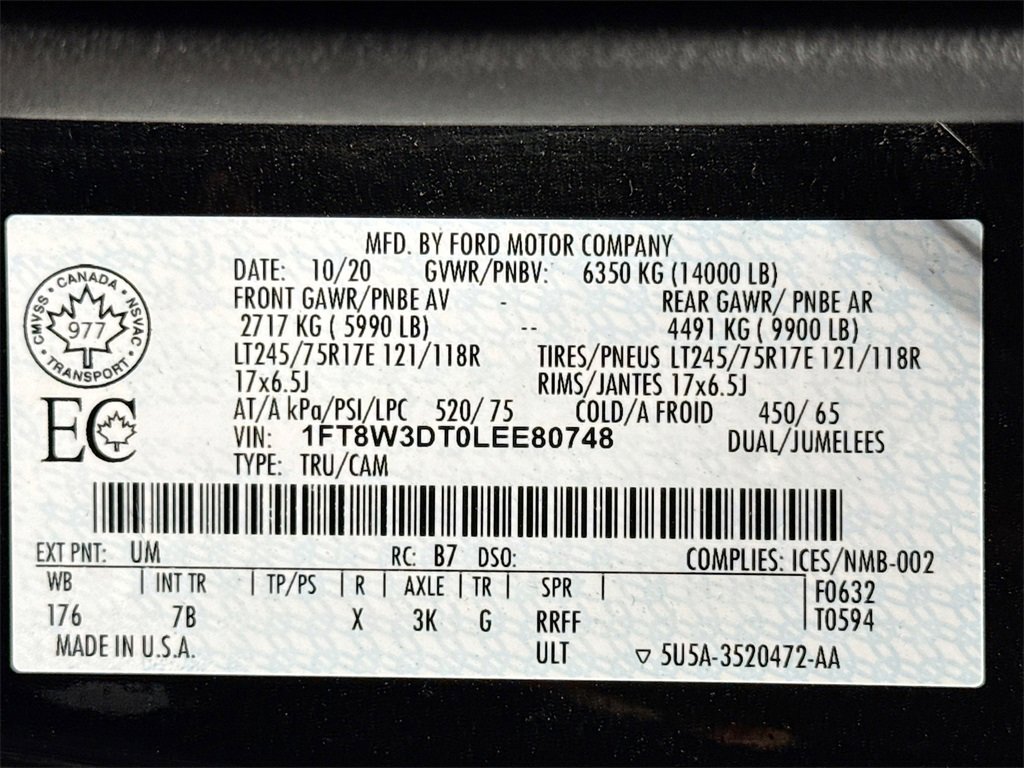 MFD. BY FORD MOTOR COMPANY
DATE: 10/20 GVWR/PNBV: 6350 KG (14000 LB)
FRONT GAWR/PNBE AV - REAR GAWR/ PNBE AR
2717 KG ( 5990 LB) -- 4491 KG ( 9900 LB)
LT245/75R17E 121/118R TIRES/PNEUS LT245/75R17E 121/118R
17x6.5J RIMS/JANTES 17x6.5J
AT/A kPa/PSI/LPC 520/ 75 COLD/A FROID 450/ 65
VIN: 1FT8W3DT0LEE80748 DUAL/JUMELEES
TYPE: TRU/CAM
CANADA
CMVSS NSVAC
977
TRANSPORT
EC
EXT PNT: UM RC: B7 DSO: COMPLIES: ICES/NMB-002
WB | INT TR | TP/PS | R | AXLE | TR | SPR | F0632
176 7B X 3K G RRFF T0594
MADE IN U.S.A. ULT ▽ 5U5A-3520472-AA